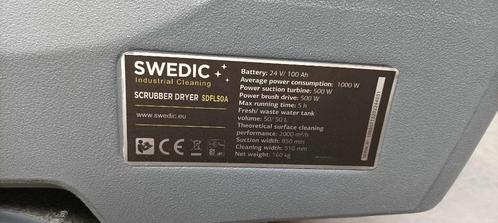 SWEDIC
Industrial Cleaning
SCRUBBER DRYER SDFL50A
www.swedic.eu
CE
Battery: 24 V/ 100 Ah
Average power consumption: 1000 W
Power suction turbine: 500 W
Power brush drive: 500 W
Max running time: 5 h
Fresh/ waste water tank
volume: 50/ 50 L
Theoretical surface cleaning
performance: 2000 m²/h
Suction width: 850 mm
Cleaning width: 510 mm
Net weight: 160 kg